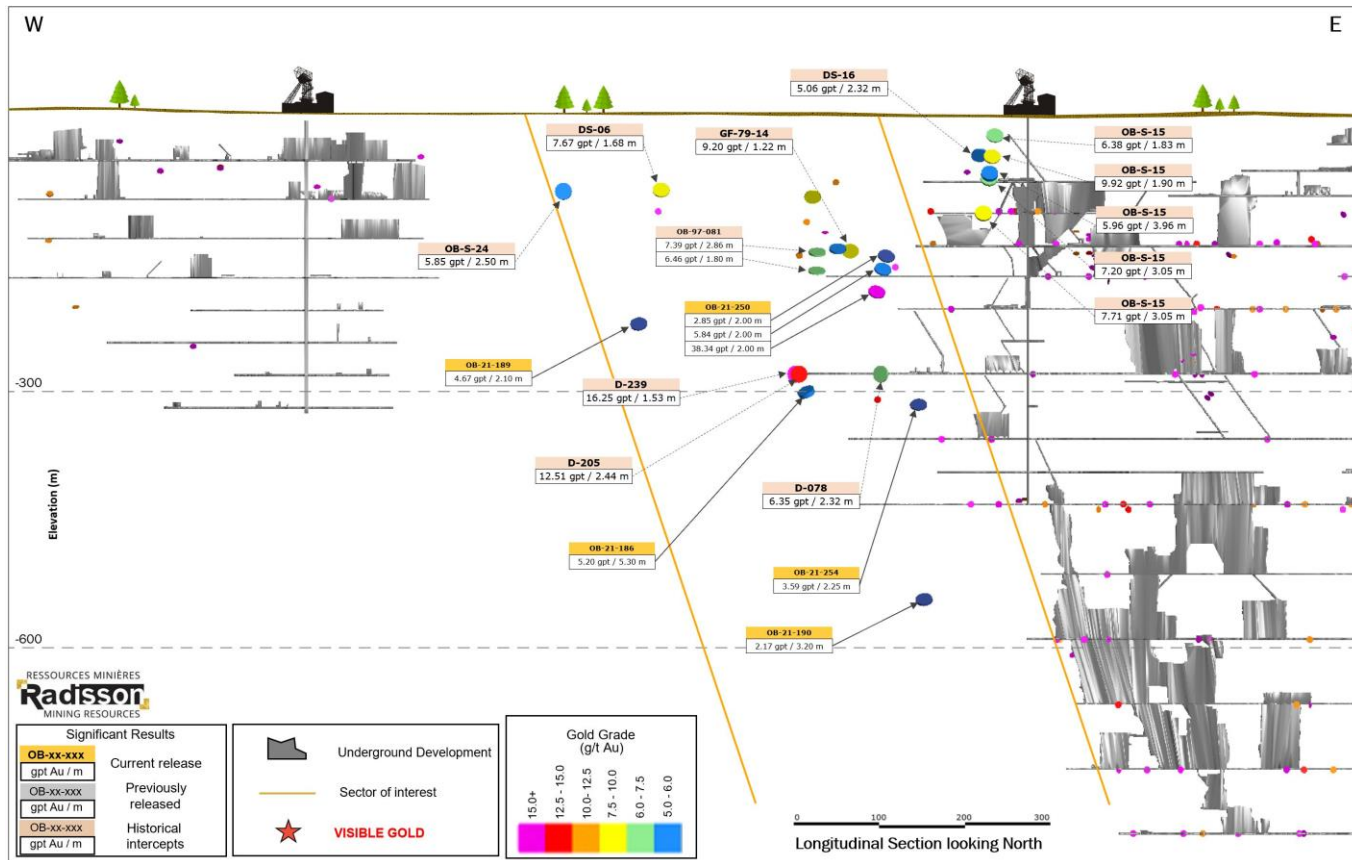 W
E
DS-16
5.06 gpt / 2.32 m
DS-06
7.67 gpt / 1.68 m
GF-79-14
9.20 gpt / 1.22 m
OB-S-15
6.38 gpt / 1.83 m
OB-S-15
9.92 gpt / 1.90 m
OB-S-15
5.96 gpt / 3.96 m
OB-S-15
7.20 gpt / 3.05 m
OB-S-15
7.71 gpt / 3.05 m
OB-S-24
5.85 gpt / 2.50 m
OB-97-081
7.39 gpt / 2.86 m
6.46 gpt / 1.80 m
OB-21-250
2.85 gpt / 2.00 m
5.84 gpt / 2.00 m
38.34 gpt / 2.00 m
OB-21-189
4.67 gpt / 2.10 m
D-239
16.25 gpt / 1.53 m
-300
D-205
12.51 gpt / 2.44 m
D-078
6.35 gpt / 2.32 m
Elevation (m)
OB-21-186
5.20 gpt / 5.30 m
OB-21-254
3.59 gpt / 2.25 m
OB-21-190
2.17 gpt / 3.20 m
-600
RESSOURCES MINIÈRES
Radisson
MINING RESOURCES
Significant Results
OB-xx-xxx
gpt Au / m
Current release
OB-xx-xxx
gpt Au / m
Previously
released
OB-xx-xxx
gpt Au / m
Historical
intercepts
Underground Development
Sector of interest
VISIBLE GOLD
Gold Grade
(g/t Au)
15.0+
12.5 - 15.0
10.0- 12.5
7.5 - 10.0
6.0 - 7.5
5.0 - 6.0
0 100 200 300
Longitudinal Section looking North